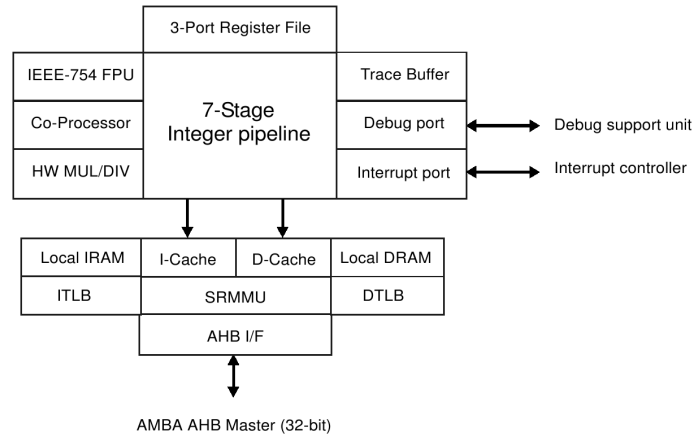 3-Port Register File
IEEE-754 FPU
7-Stage
Integer pipeline
Trace Buffer
Co-Processor
Debug port
Debug support unit
HW MUL/DIV
Interrupt port
Interrupt controller
Local IRAM
I-Cache
D-Cache
Local DRAM
ITLB
SRMMU
DTLB
AHB I/F
AMBA AHB Master (32-bit)